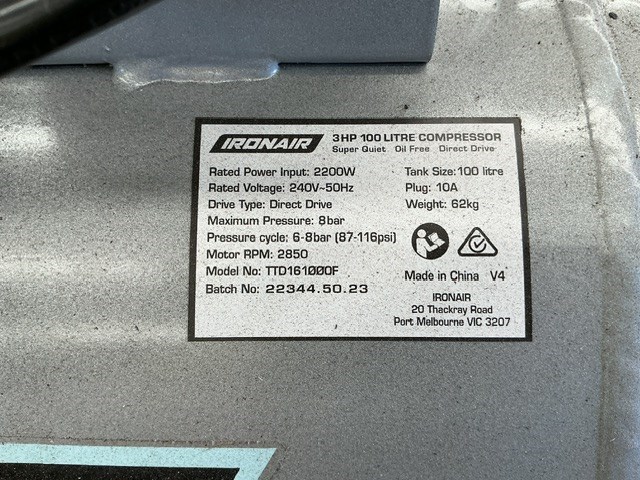 IRONAIR 3HP 100 LITRE COMPRESSOR
Super Quiet Oil Free Direct Drive
Rated Power Input: 2200W
Rated Voltage: 240V~50Hz
Drive Type: Direct Drive
Maximum Pressure: 8bar
Pressure cycle: 6-8bar (87-116psi)
Motor RPM: 2850
Model No: TTD16100OF
Batch No: 22344.50.23
Tank Size: 100 litre
Plug: 10A
Weight: 62kg
Made in China V4
IRONAIR
20 Thackray Road
Port Melbourne VIC 3207